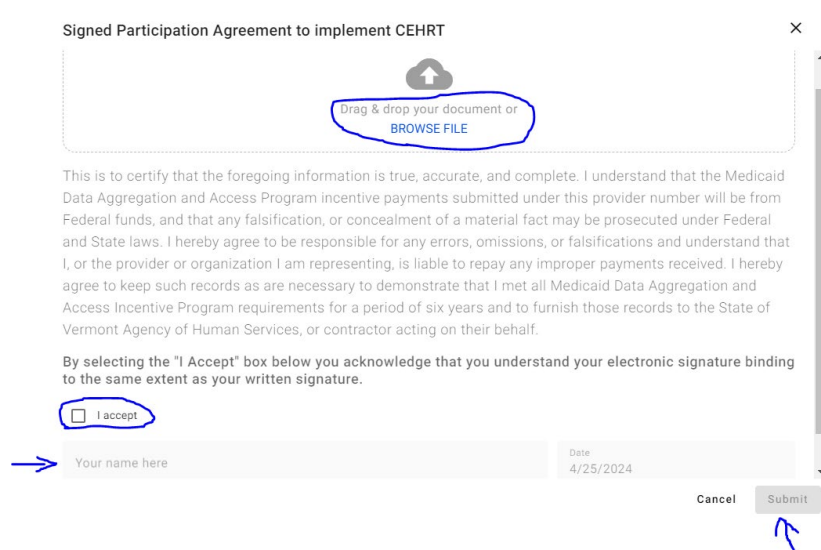 Signed Participation Agreement to implement CEHRT
Drag & drop your document or
BROWSE FILE
This is to certify that the foregoing information is true, accurate, and complete. I understand that the Medicaid
Data Aggregation and Access Program incentive payments submitted under this provider number will be from
Federal funds, and that any falsification, or concealment of a material fact may be prosecuted under Federal
and State laws. I hereby agree to be responsible for any errors, omissions, or falsifications and understand that
I, or the provider or organization I am representing, is liable to repay any improper payments received. I hereby
agree to keep such records as are necessary to demonstrate that I met all Medicaid Data Aggregation and
Access Incentive Program requirements for a period of six years and to furnish those records to the State of
Vermont Agency of Human Services, or contractor acting on their behalf.
By selecting the "I Accept" box below you acknowledge that you understand your electronic signature binding
to the same extent as your written signature.
I accept
Your name here
Date
4/25/2024
Cancel
Submit